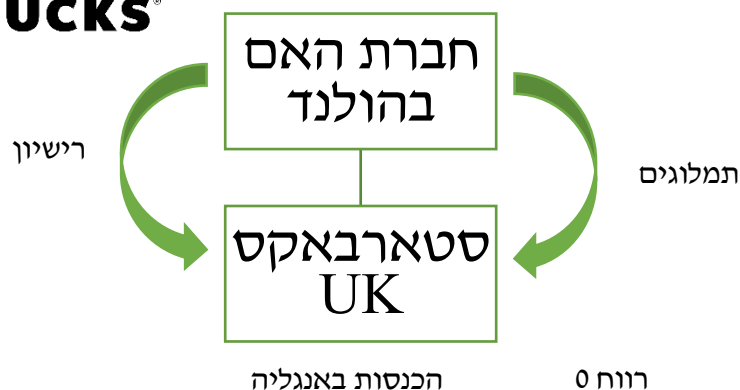 UCKS®
חברת האם
בהולנד
רישיון
תמלוגים
סטארבאקס
UK
הכנסות באנגליה
רווח 0